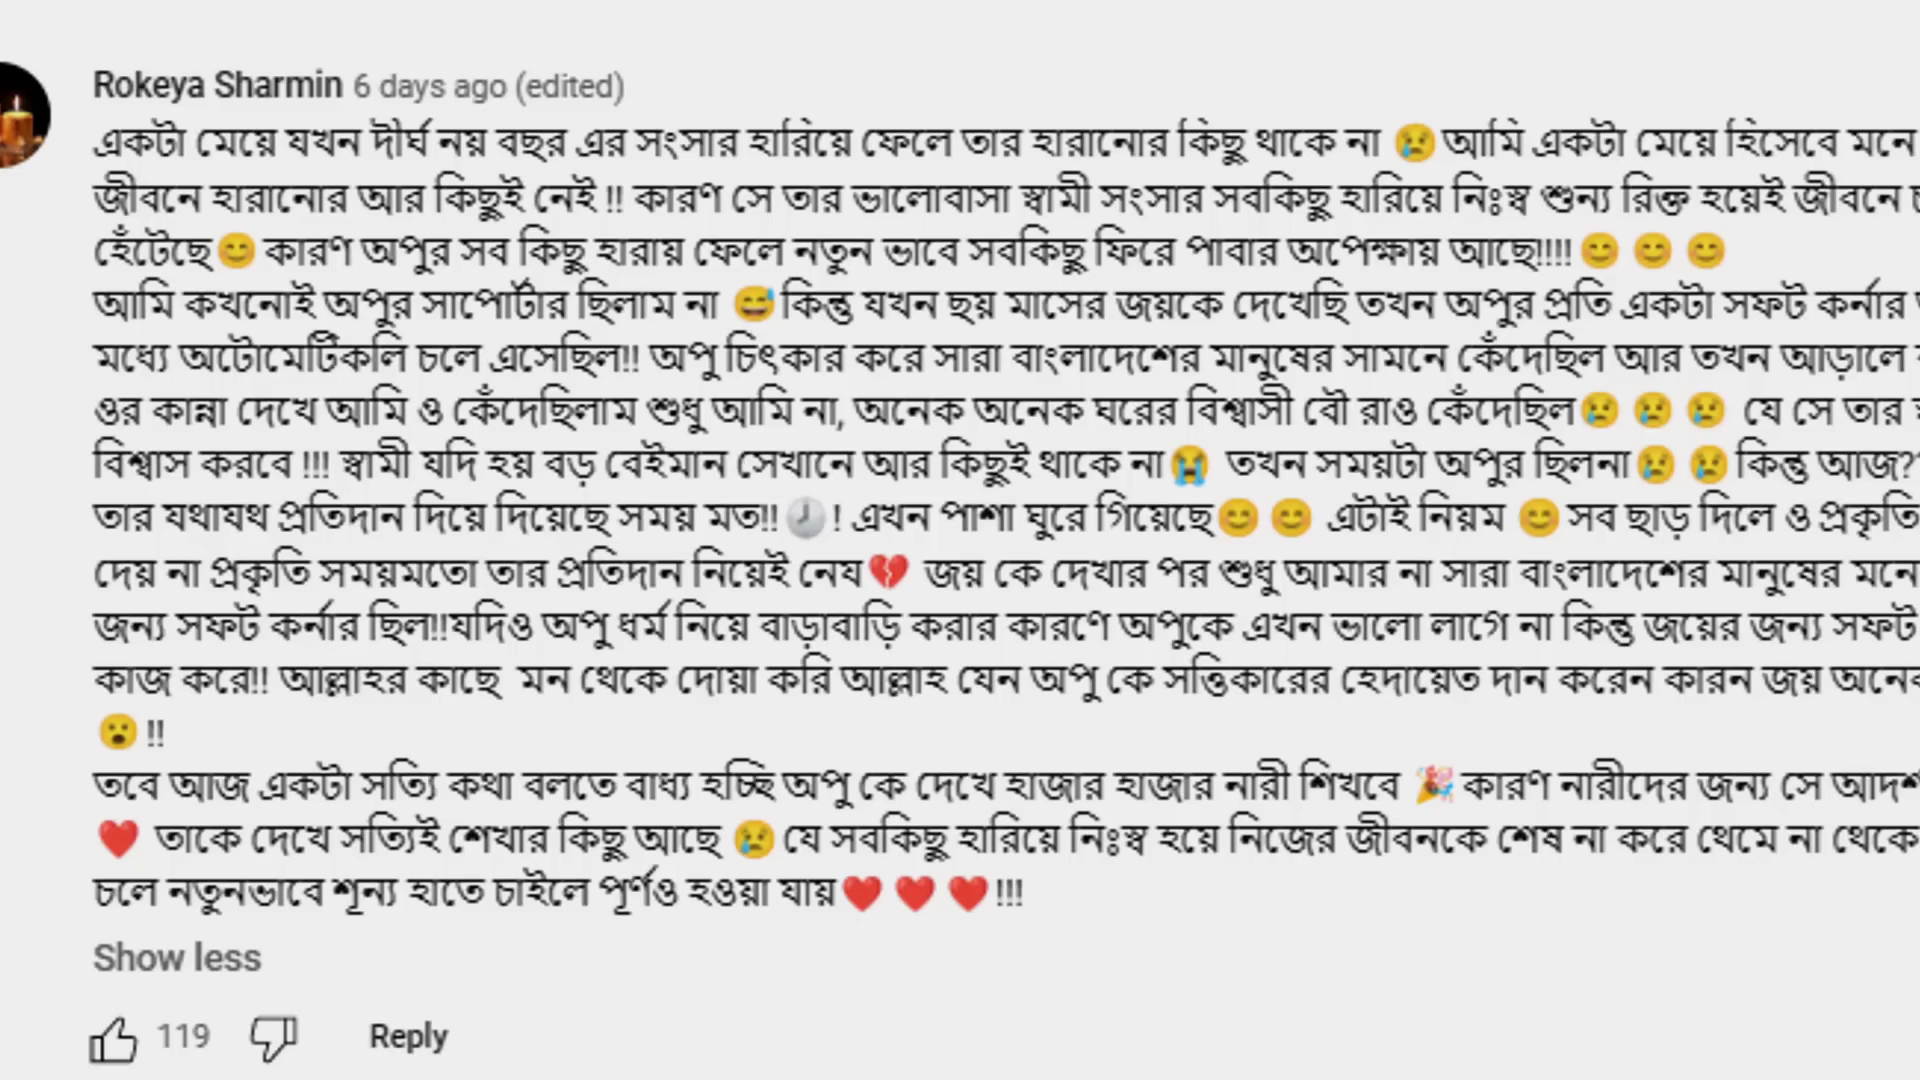 Rokeya Sharmin 6 days ago (edited)
একটা মেয়ে যখন দীর্ঘ নয় বছর এর সংসার হারিয়ে ফেলে তার হারানোর কিছু থাকে না 😢 আমি একটা মেয়ে হিসেবে মনে
জীবনে হারানোর আর কিছুই নেই !! কারণ সে তার ভালোবাসা স্বামী সংসার সবকিছু হারিয়ে নিঃস্ব শুন্য রিক্ত হয়েই জীবনে
হেঁটেছে😊 কারণ অপুর সব কিছু হারায় ফেলে নতুন ভাবে সবকিছু ফিরে পাবার অপেক্ষায় আছে!!!! 😊 😊 😊
আমি কখনোই অপুর সাপোর্টার ছিলাম না 😅 কিন্তু যখন ছয় মাসের জয়কে দেখেছি তখন অপুর প্রতি একটা সফট কর্নার
মধ্যে অটোমেটিকলি চলে এসেছিল!! অপু চিৎকার করে সারা বাংলাদেশের মানুষের সামনে কেঁদেছিল আর তখন আড়ালে
ওর কান্না দেখে আমি ও কেঁদেছিলাম শুধু আমি না, অনেক অনেক ঘরের বিশ্বাসী বৌ রাও কেঁদেছিল😢 😢 😢 যে সে তার
বিশ্বাস করবে !!! স্বামী যদি হয় বড় বেইমান সেখানে আর কিছুই থাকে না😭 তখন সময়টা অপুর ছিলনা😢 😢 কিন্তু আজ?
তার যথাযথ প্রতিদান দিয়ে দিয়েছে সময় মত!! 🕗 ! এখন পাশা ঘুরে গিয়েছে😊 😊 এটাই নিয়ম 😊 সব ছাড় দিলে ও প্রকৃতি
দেয় না প্রকৃতি সময়মতো তার প্রতিদান নিয়েই নেয💔 জয় কে দেখার পর শুধু আমার না সারা বাংলাদেশের মানুষের মনে
জন্য সফট কর্নার ছিল!!যদিও অপু ধর্ম নিয়ে বাড়াবাড়ি করার কারণে অপুকে এখন ভালো লাগে না কিন্তু জয়ের জন্য সফট
কাজ করে!! আল্লাহর কাছে মন থেকে দোয়া করি আল্লাহ যেন অপু কে সত্তিকারের হেদায়েত দান করেন কারন জয়
😮 !!
তবে আজ একটা সত্যি কথা বলতে বাধ্য হচ্ছি অপু কে দেখে হাজার হাজার নারী শিখবে 🎉 কারণ নারীদের জন্য সে
❤️ তাকে দেখে সত্যিই শেখার কিছু আছে 😢 যে সবকিছু হারিয়ে নিঃস্ব হয়ে নিজের জীবনকে শেষ না করে থেমে না থেকে
চলে নতুনভাবে শূন্য হাতে চাইলে পূর্ণও হওয়া যায়❤️ ❤️ ❤️ !!!
Show less
119 Reply